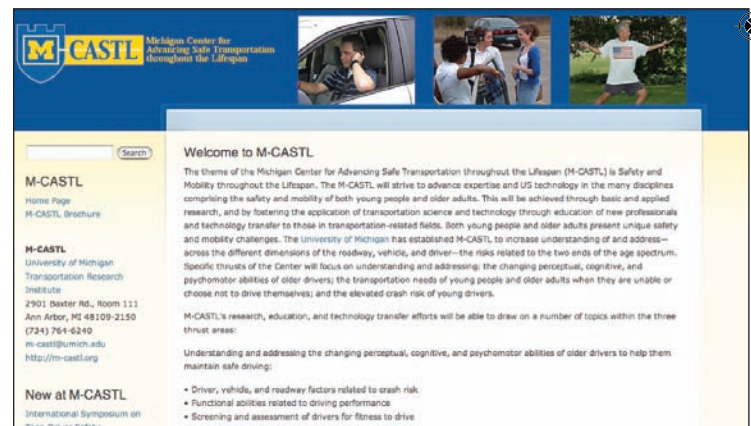 M CASTL
Michigan Center for
Advancing Safe Transportation
throughout the Lifespan
Search
M-CASTL
Home Page
M-CASTL Brochure
M-CASTL
University of Michigan
Transportation Research
Institute
2901 Baxter Rd., Room 111
Ann Arbor, MI 48109-2150
(734) 764-6240
m-castl@umich.edu
http://m-castl.org
New at M-CASTL
International Symposium on
Welcome to M-CASTL
The theme of the Michigan Center for Advancing Safe Transportation throughout the Lifespan (M-CASTL) is Safety and
Mobility throughout the Lifespan. The M-CASTL will strive to advance expertise and US technology in the many disciplines
comprising the safety and mobility of both young people and older adults. This will be achieved through basic and applied
research, and by fostering the application of transportation science and technology through education of new professionals
and technology transfer to those in transportation-related fields. Both young people and older adults present unique safety
and mobility challenges. The University of Michigan has established M-CASTL to increase understanding of and address—
across the different dimensions of the roadway, vehicle, and driver—the risks related to the two ends of the age spectrum.
Specific thrusts of the Center will focus on understanding and addressing: the changing perceptual, cognitive, and
psychomotor abilities of older drivers; the transportation needs of young people and older adults when they are unable or
choose not to drive themselves; and the elevated crash risk of young drivers.
M-CASTL's research, education, and technology transfer efforts will be able to draw on a number of topics within the three
thrust areas:
Understanding and addressing the changing perceptual, cognitive, and psychomotor abilities of older drivers to help them
maintain safe driving:
• Driver, vehicle, and roadway factors related to crash risk
• Functional abilities related to driving performance
• Screening and assessment of drivers for fitness to drive